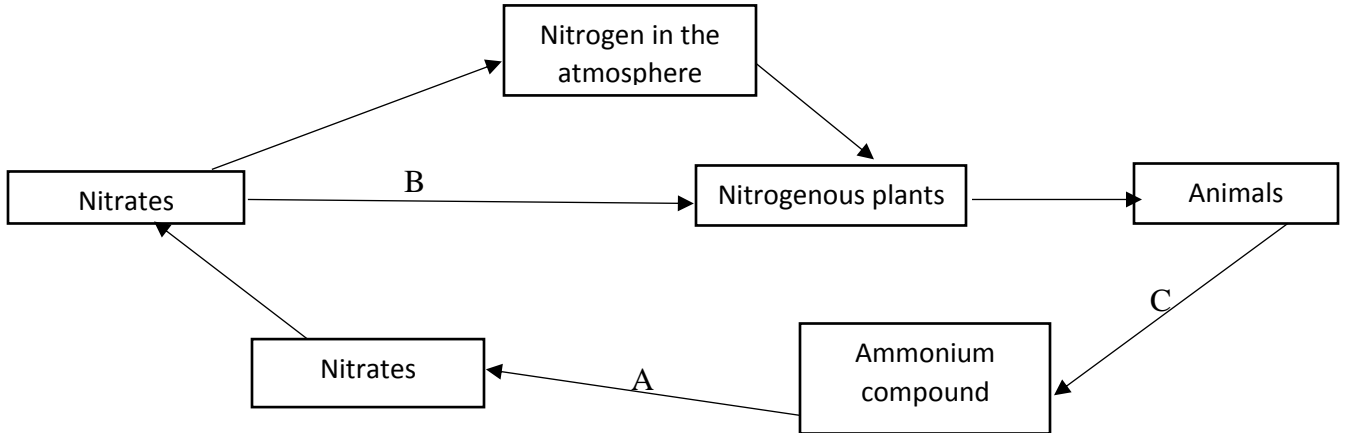 Nitrogen in the
atmosphere
B
Nitrates
Nitrogenous plants
Animals
C
Nitrates
A
Ammonium
compound